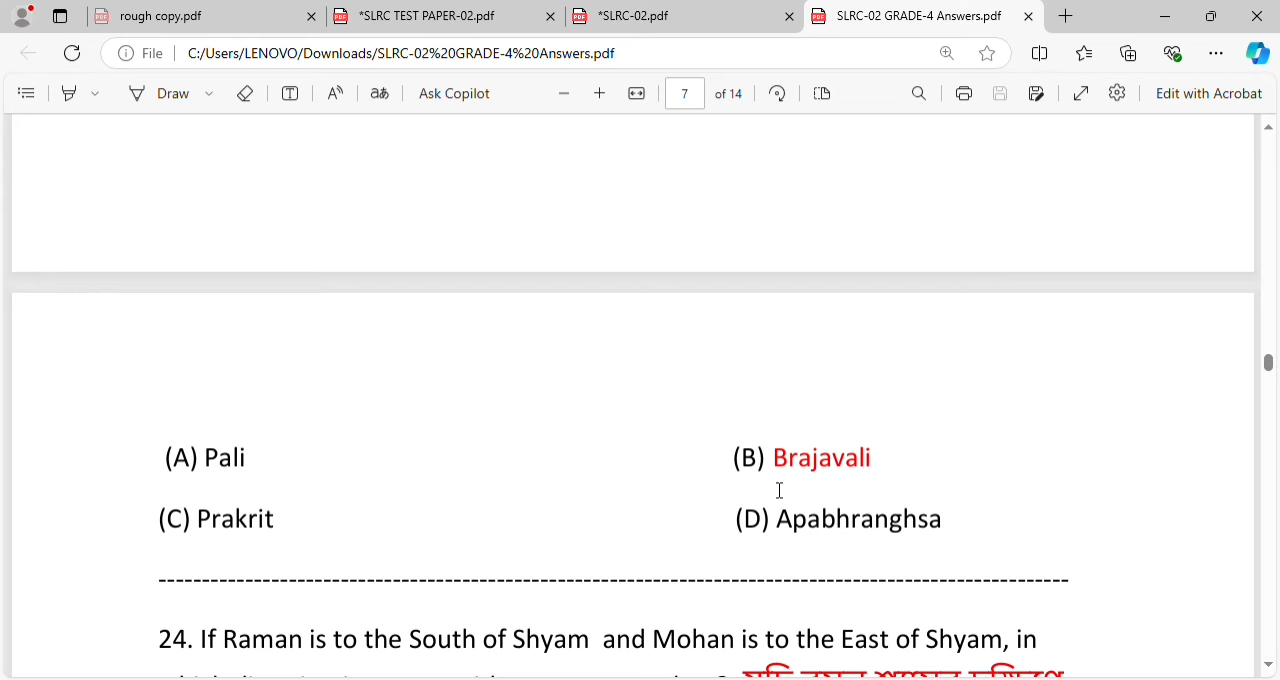 rough copy.pdf
*SLRC TEST PAPER-02.pdf
*SLRC-02.pdf
SLRC-02 GRADE-4 Answers.pdf
File
C:/Users/LENOVO/Downloads/SLRC-02%20GRADE-4%20Answers.pdf
Draw
Ask Copilot
7 of 14
Edit with Acrobat
(A) Pali (B) Brajavali
(C) Prakrit (D) Apabhranghsa
24. If Raman is to the South of Shyam and Mohan is to the East of Shyam, in